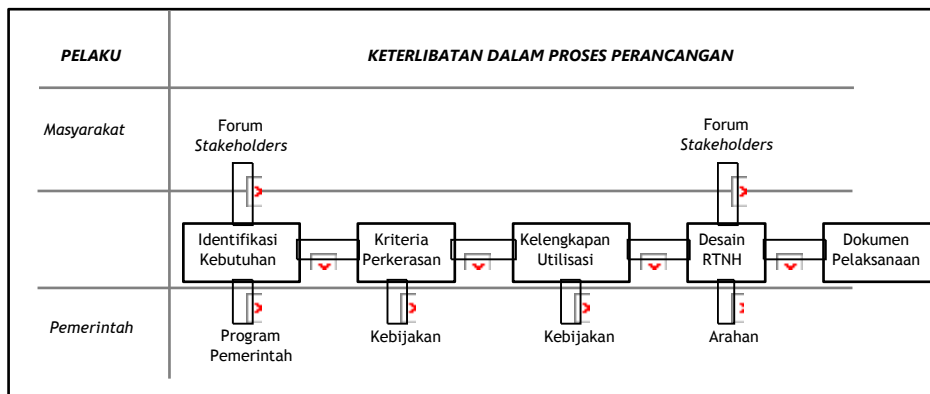 PELAKU
KETERLIBATAN DALAM PROSES PERANCANGAN
Masyarakat
Forum
Stakeholders
Forum
Stakeholders
Identifikasi
Kebutuhan
Kriteria
Perkerasan
Kelengkapan
Utilisasi
Desain
RTNH
Dokumen
Pelaksanaan
Pemerintah
Program
Pemerintah
Kebijakan
Kebijakan
Arahan